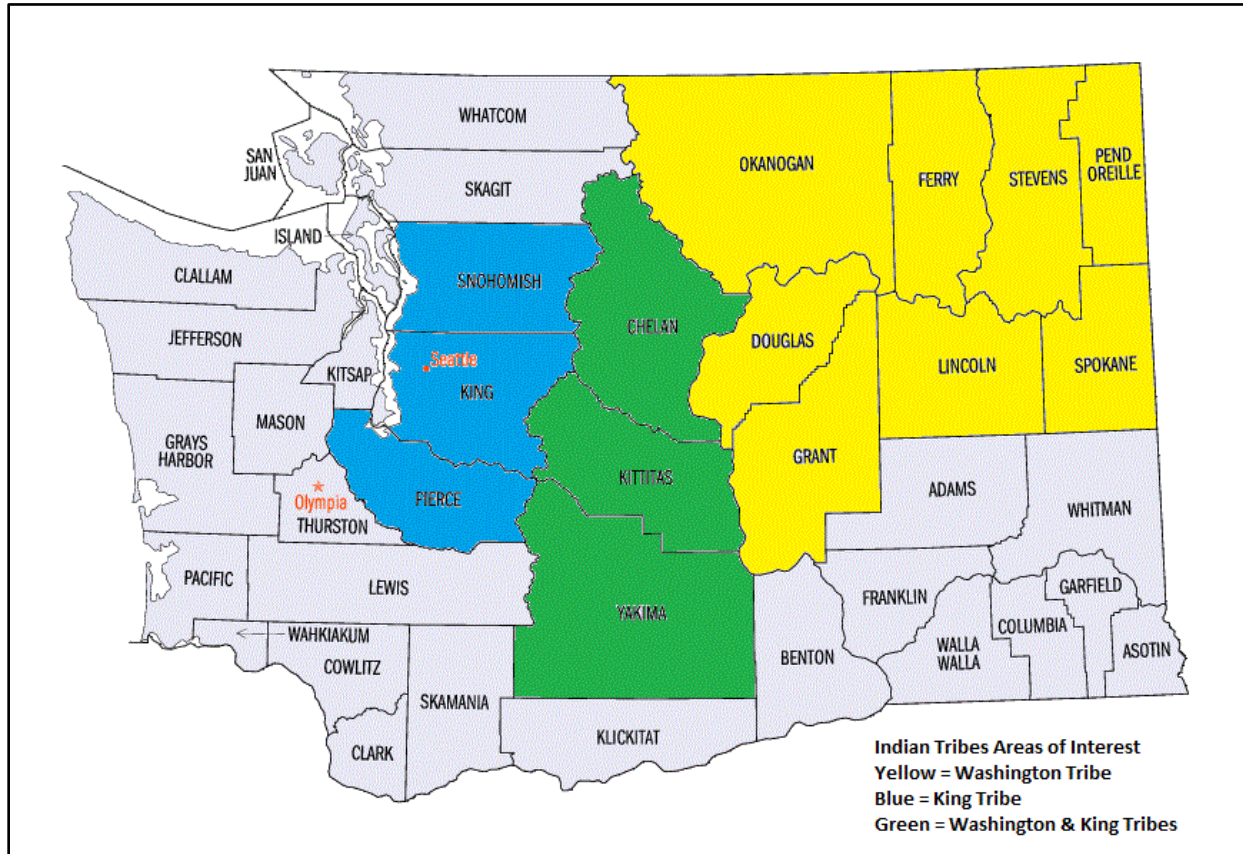 WHATCOM
SAN
JUAN
SKAGIT
ISLAND
CLALLAM
JEFFERSON
KITSAP
MASON
GRAYS
HARBOR
SNOHOMISH
Seattle
KING
PIERCE
Olympia
THURSTON
PACIFIC
LEWIS
WAHKIAKUM
COWLITZ
CLARK
SKAMANIA
OKANOGAN
FERRY
STEVENS
PEND
OREILLE
CHELAN
DOUGLAS
LINCOLN
SPOKANE
KITTITAS
GRANT
ADAMS
WHITMAN
YAKIMA
BENTON
FRANKLIN
WALLA
WALLA
COLUMBIA
GARFIELD
ASOTIN
KLICKITAT
Indian Tribes Areas of Interest
Yellow = Washington Tribe
Blue = King Tribe
Green = Washington & King Tribes